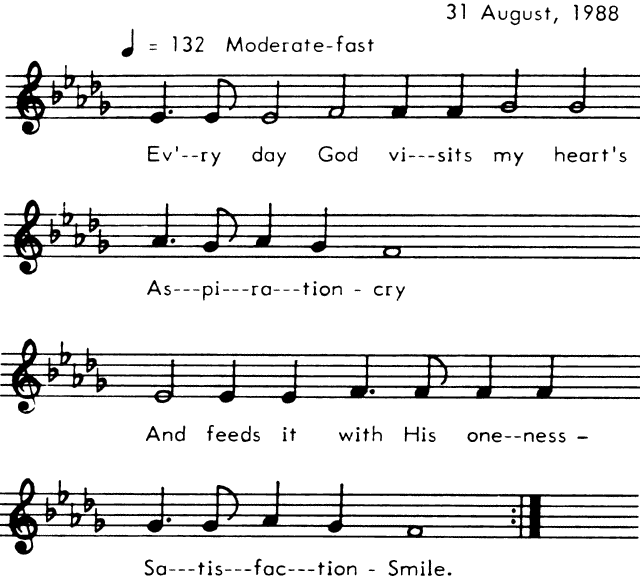 31 August, 1988
♩ = 132 Moderate-fast
Ev'--ry day God vi---sits my heart's
As---pi---ra---tion - cry
And feeds it with His one--ness -
Sa---tis---fac---tion - Smile.